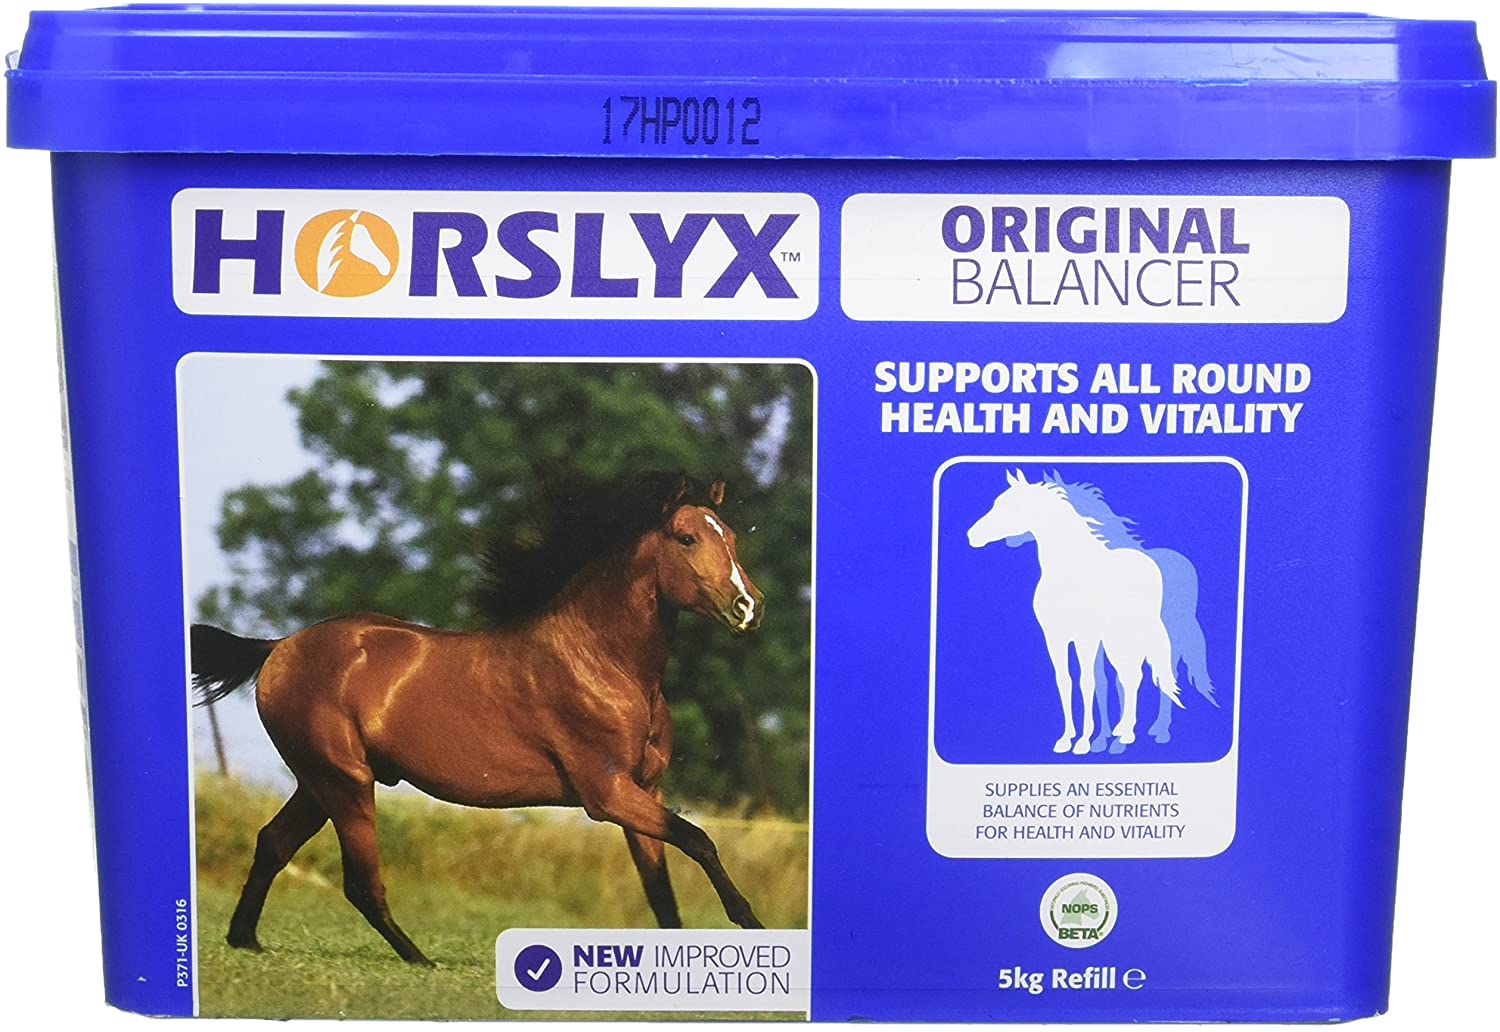 17HP0012
HORSLYX™
ORIGINAL
BALANCER
SUPPORTS ALL ROUND
HEALTH AND VITALITY
SUPPLIES AN ESSENTIAL
BALANCE OF NUTRIENTS
FOR HEALTH AND VITALITY
NOPS
BETA
5kg Refill ℮
NEW IMPROVED
FORMULATION
P371-UK 0316